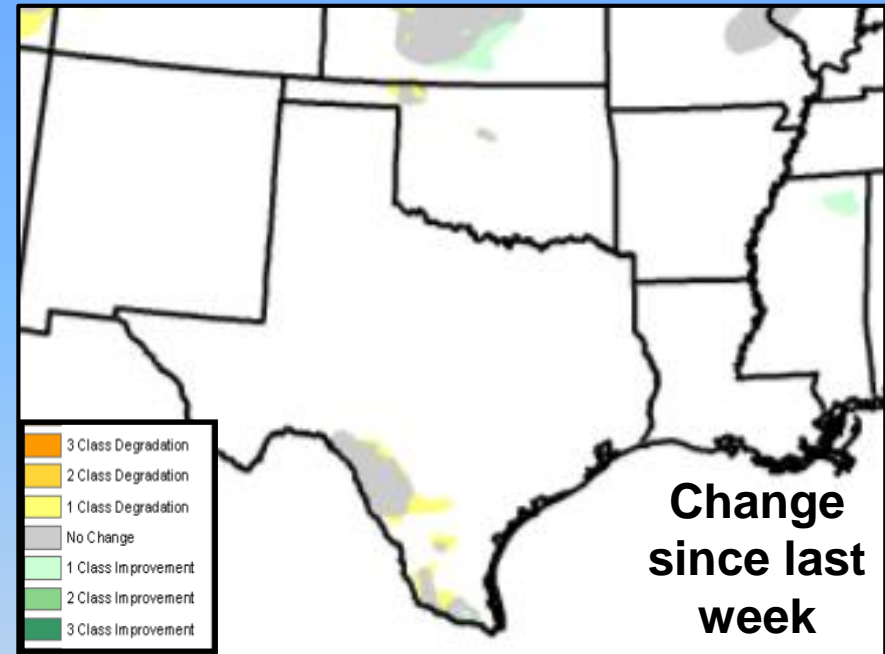 3 Class Degradation
2 Class Degradation
1 Class Degradation
No Change
1 Class Improvement
2 Class Improvement
3 Class Improvement
Change
since last
week